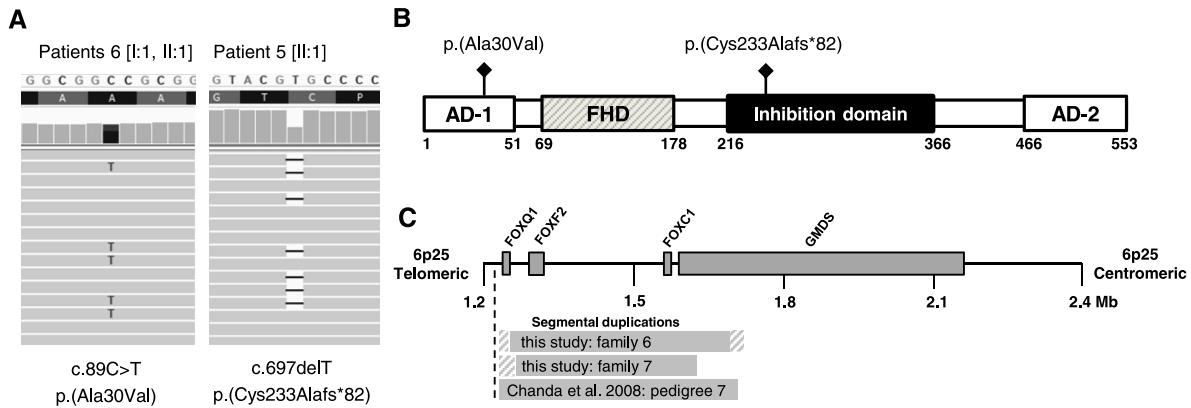 A
Patients 6 [I:1, II:1]
Patient 5 [II:1]
G G C G G C C G C G G
G T A C G T G C C C C
A A A
G T C P
T
T
T
T
T
c.89C>T
p.(Ala30Val)
c.697delT
p.(Cys233Alafs*82)
B
p.(Ala30Val)
p.(Cys233Alafs*82)
AD-1
FHD
Inhibition domain
AD-2
1 51 69 178 216 366 466 553
C
FOXQ1
FOXF2
FOXC1
GMDS
6p25
Telomeric
6p25
Centromeric
1.2 1.5 1.8 2.1 2.4 Mb
Segmental duplications
this study: family 6
this study: family 7
Chanda et al. 2008: pedigree 7